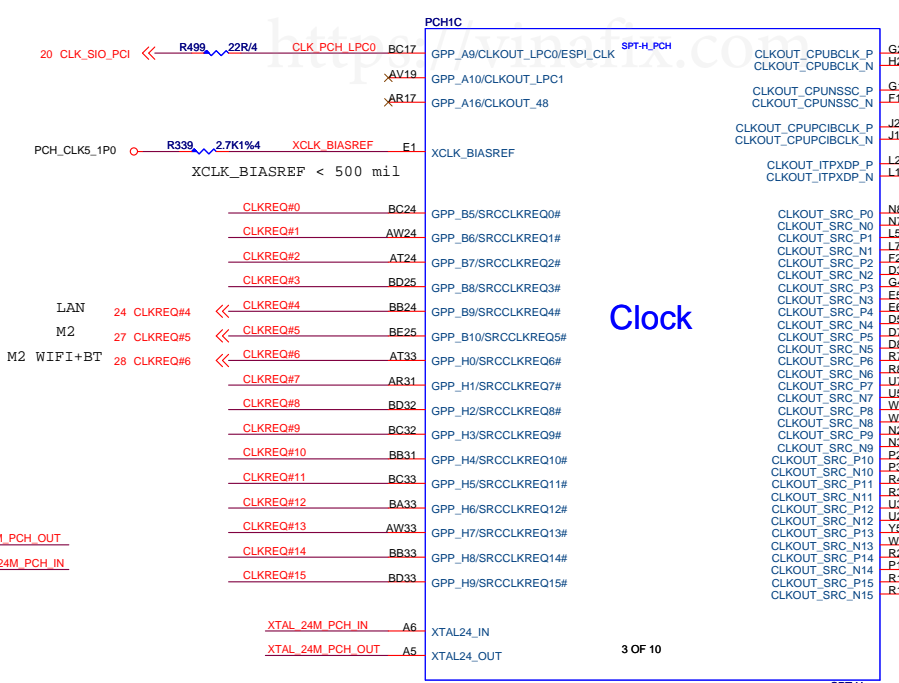 https://vinafix.com
PCH1C
SPT-H_PCH
20 CLK_SIO_PCI R499 22R/4 CLK_PCH_LPC0 BC17 GPP_A9/CLKOUT_LPC0/ESPI_CLK CLKOUT_CPUBCLK_P
CLKOUT_CPUBCLK_N
AV19 GPP_A10/CLKOUT_LPC1 CLKOUT_CPUNSSC_P
AR17 GPP_A16/CLKOUT_48 CLKOUT_CPUNSSC_N
CLKOUT_CPUPCIBCLK_P
CLKOUT_CPUPCIBCLK_N
PCH_CLK5_1P0 R339 2.7K1%4 XCLK_BIASREF E1 XCLK_BIASREF
XCLK_BIASREF < 500 mil
CLKOUT_ITPXDP_P
CLKOUT_ITPXDP_N
CLKREQ#0 BC24 GPP_B5/SRCCLKREQ0# CLKOUT_SRC_P0
CLKOUT_SRC_N0
CLKREQ#1 AW24 GPP_B6/SRCCLKREQ1# CLKOUT_SRC_P1
CLKOUT_SRC_N1
CLKREQ#2 AT24 GPP_B7/SRCCLKREQ2# CLKOUT_SRC_P2
CLKOUT_SRC_N2
CLKREQ#3 BD25 GPP_B8/SRCCLKREQ3# CLKOUT_SRC_P3
CLKOUT_SRC_N3
LAN 24 CLKREQ#4 CLKREQ#4 BB24 GPP_B9/SRCCLKREQ4# CLKOUT_SRC_P4
Clock
CLKOUT_SRC_N4
M2 27 CLKREQ#5 CLKREQ#5 BE25 GPP_B10/SRCCLKREQ5# CLKOUT_SRC_P5
CLKOUT_SRC_N5
M2 WIFI+BT 28 CLKREQ#6 CLKREQ#6 AT33 GPP_H0/SRCCLKREQ6# CLKOUT_SRC_P6
CLKOUT_SRC_N6
CLKREQ#7 AR31 GPP_H1/SRCCLKREQ7# CLKOUT_SRC_P7
CLKOUT_SRC_N7
CLKREQ#8 BD32 GPP_H2/SRCCLKREQ8# CLKOUT_SRC_P8
CLKOUT_SRC_N8
CLKREQ#9 BC32 GPP_H3/SRCCLKREQ9# CLKOUT_SRC_P9
CLKOUT_SRC_N9
CLKREQ#10 BB31 GPP_H4/SRCCLKREQ10# CLKOUT_SRC_P10
CLKOUT_SRC_N10
CLKREQ#11 BC33 GPP_H5/SRCCLKREQ11# CLKOUT_SRC_P11
CLKOUT_SRC_N11
CLKREQ#12 BA33 GPP_H6/SRCCLKREQ12# CLKOUT_SRC_P12
CLKOUT_SRC_N12
CLKREQ#13 AW33 GPP_H7/SRCCLKREQ13# CLKOUT_SRC_P13
M_PCH_OUT
CLKOUT_SRC_N13
CLKREQ#14 BB33 GPP_H8/SRCCLKREQ14# CLKOUT_SRC_P14
24M_PCH_IN
CLKOUT_SRC_N14
CLKREQ#15 BD33 GPP_H9/SRCCLKREQ15# CLKOUT_SRC_P15
CLKOUT_SRC_N15
XTAL_24M_PCH_IN A6 XTAL24_IN
XTAL_24M_PCH_OUT A5 XTAL24_OUT
3 OF 10